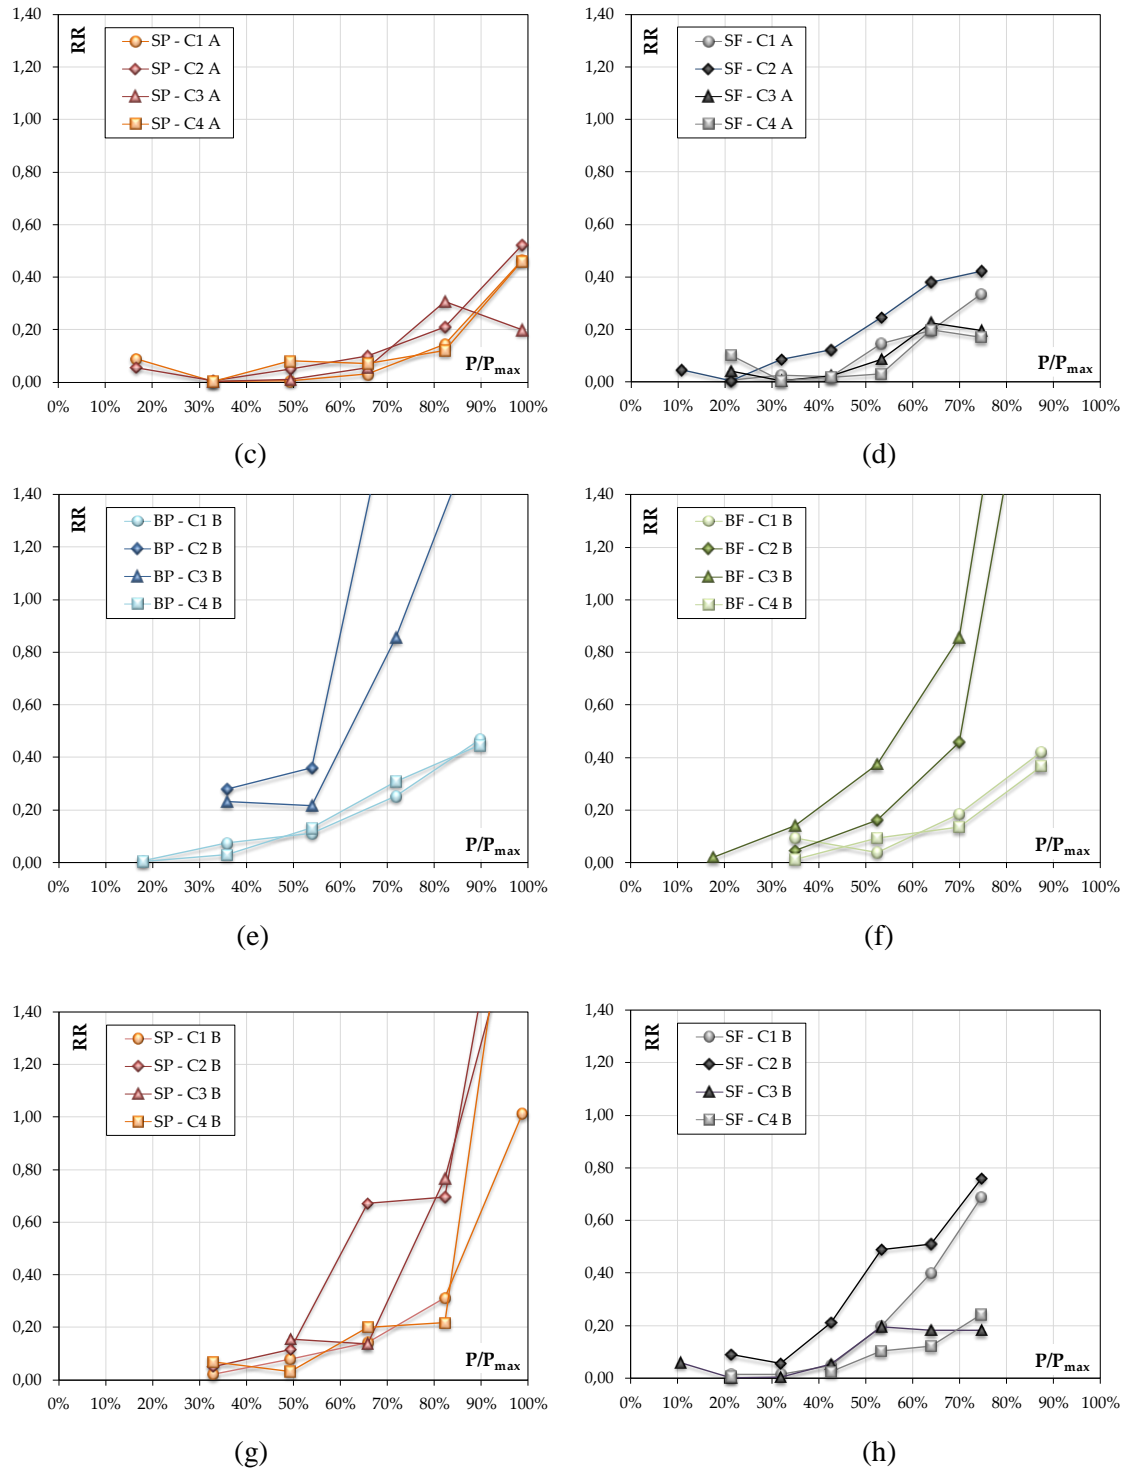 RR
1,40
1,20
1,00
0,80
0,60
0,40
0,20
0,00
SP - C1 A
SP - C2 A
SP - C3 A
SP - C4 A
P/Pmax
0% 10% 20% 30% 40% 50% 60% 70% 80% 90% 100%
(c)
RR
1,40
1,20
1,00
0,80
0,60
0,40
0,20
0,00
SF - C1 A
SF - C2 A
SF - C3 A
SF - C4 A
P/Pmax
0% 10% 20% 30% 40% 50% 60% 70% 80% 90% 100%
(d)
RR
1,40
1,20
1,00
0,80
0,60
0,40
0,20
0,00
BP - C1 B
BP - C2 B
BP - C3 B
BP - C4 B
P/Pmax
0% 10% 20% 30% 40% 50% 60% 70% 80% 90% 100%
(e)
RR
1,40
1,20
1,00
0,80
0,60
0,40
0,20
0,00
BF - C1 B
BF - C2 B
BF - C3 B
BF - C4 B
P/Pmax
0% 10% 20% 30% 40% 50% 60% 70% 80% 90% 100%
(f)
RR
1,40
1,20
1,00
0,80
0,60
0,40
0,20
0,00
SP - C1 B
SP - C2 B
SP - C3 B
SP - C4 B
P/Pmax
0% 10% 20% 30% 40% 50% 60% 70% 80% 90% 100%
(g)
RR
1,40
1,20
1,00
0,80
0,60
0,40
0,20
0,00
SF - C1 B
SF - C2 B
SF - C3 B
SF - C4 B
P/Pmax
0% 10% 20% 30% 40% 50% 60% 70% 80% 90% 100%
(h)